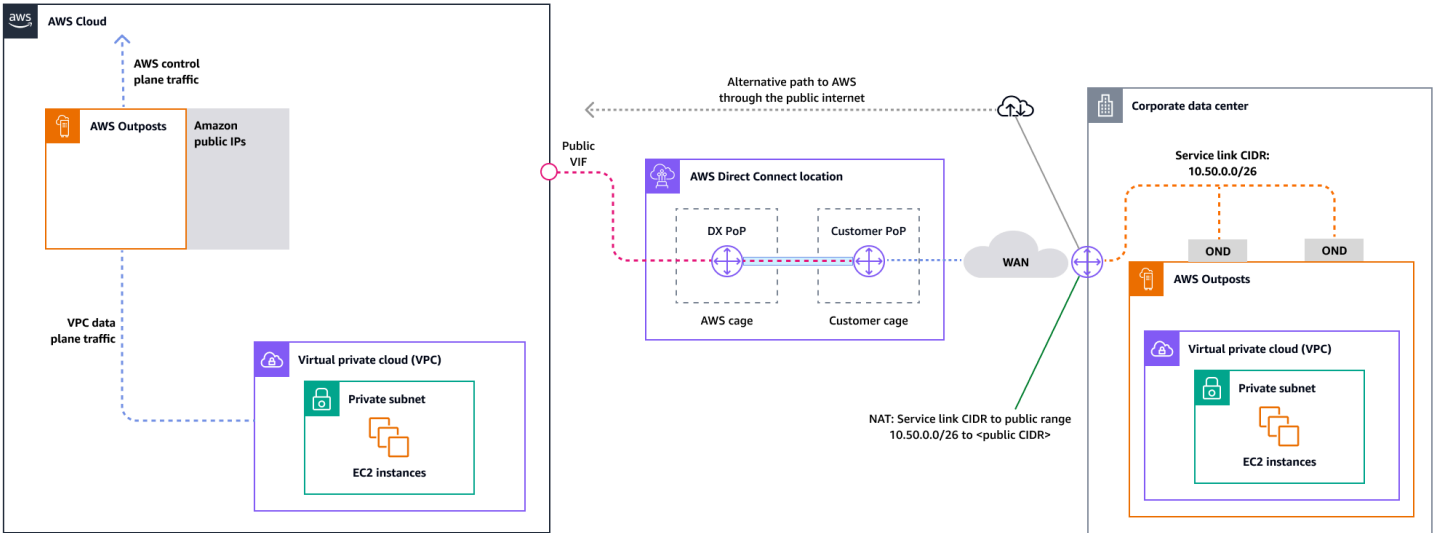 aws
AWS Cloud
AWS control
plane traffic
AWS Outposts
Amazon
public IPs
VPC data
plane traffic
Virtual private cloud (VPC)
Private subnet
EC2 instances
Public
VIF
Alternative path to AWS
through the public internet
AWS Direct Connect location
DX PoP
Customer PoP
AWS cage
Customer cage
WAN
NAT: Service link CIDR to public range
10.50.0.0/26 to <public CIDR>
Corporate data center
Service link CIDR:
10.50.0.0/26
OND
OND
AWS Outposts
Virtual private cloud (VPC)
Private subnet
EC2 instances